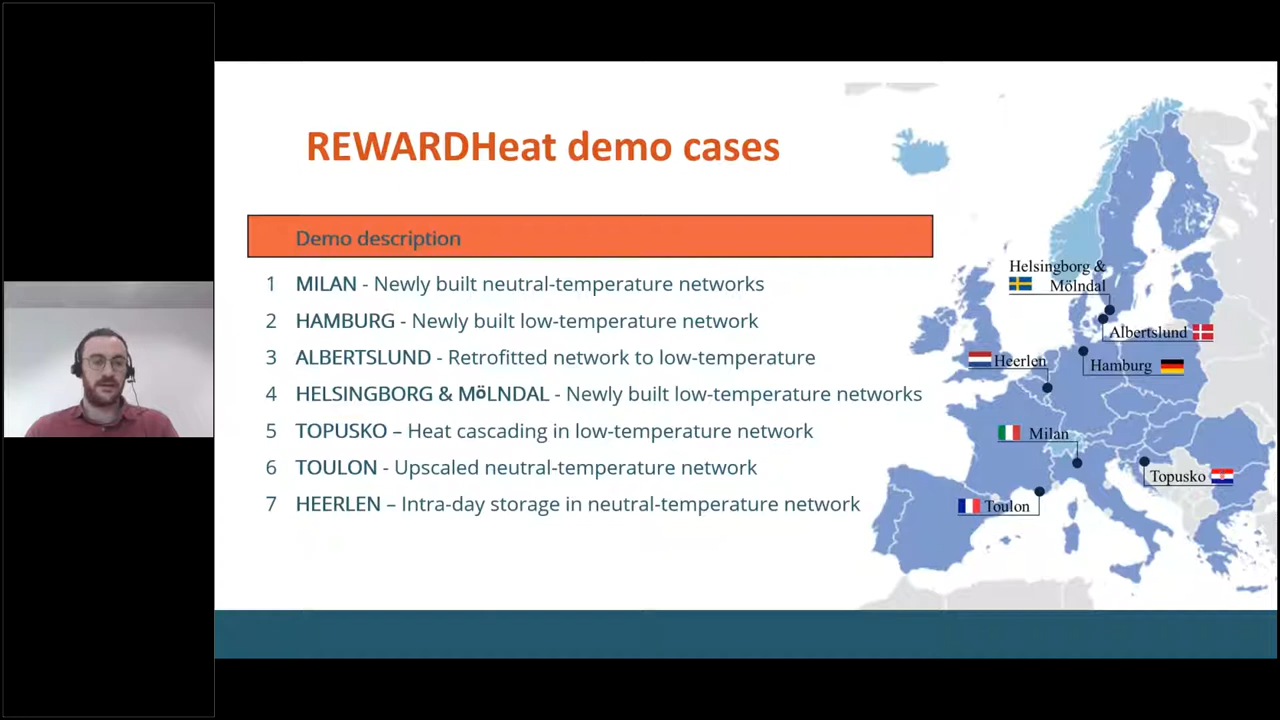 REWARDHeat demo cases
Demo description
1 MILAN - Newly built neutral-temperature networks
2 HAMBURG - Newly built low-temperature network
3 ALBERTSLUND - Retrofitted network to low-temperature
4 HELSINGBORG & MöLNDAL - Newly built low-temperature networks
5 TOPUSKO – Heat cascading in low-temperature network
6 TOULON - Upscaled neutral-temperature network
7 HEERLEN – Intra-day storage in neutral-temperature network
Helsingborg &
Mölndal
Albertslund
Heerlen
Hamburg
Milan
Topusko
Toulon